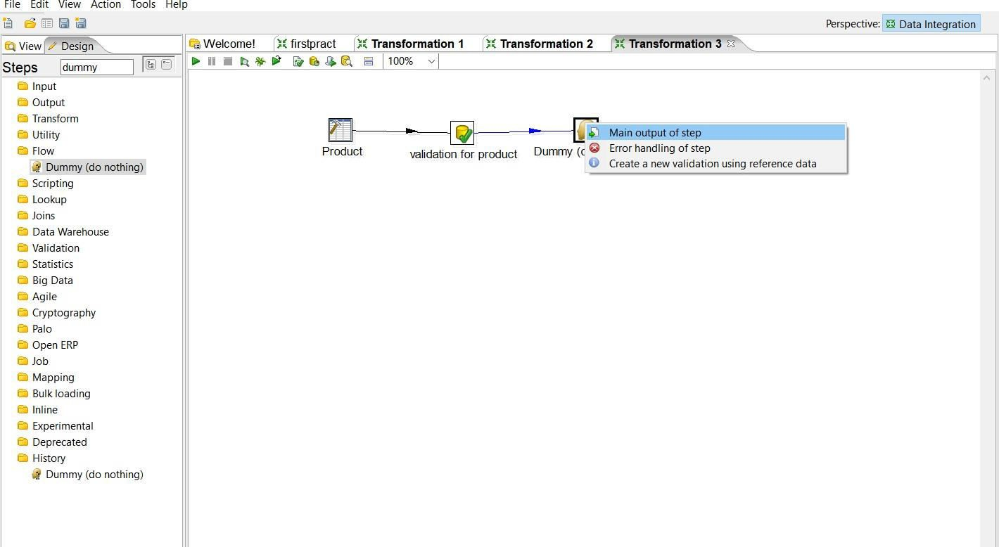 File Edit View Action Tools Help
Perspective: Data Integration
View Design
Welcome! firstpract Transformation 1 Transformation 2 Transformation 3
Steps dummy
100%
Input
Output
Transform
Utility
Flow
Dummy (do nothing)
Scripting
Lookup
Joins
Data Warehouse
Validation
Statistics
Big Data
Agile
Cryptography
Palo
Open ERP
Job
Mapping
Bulk loading
Inline
Experimental
Deprecated
History
Dummy (do nothing)
Product
validation for product
Dummy (
Main output of step
Error handling of step
Create a new validation using reference data